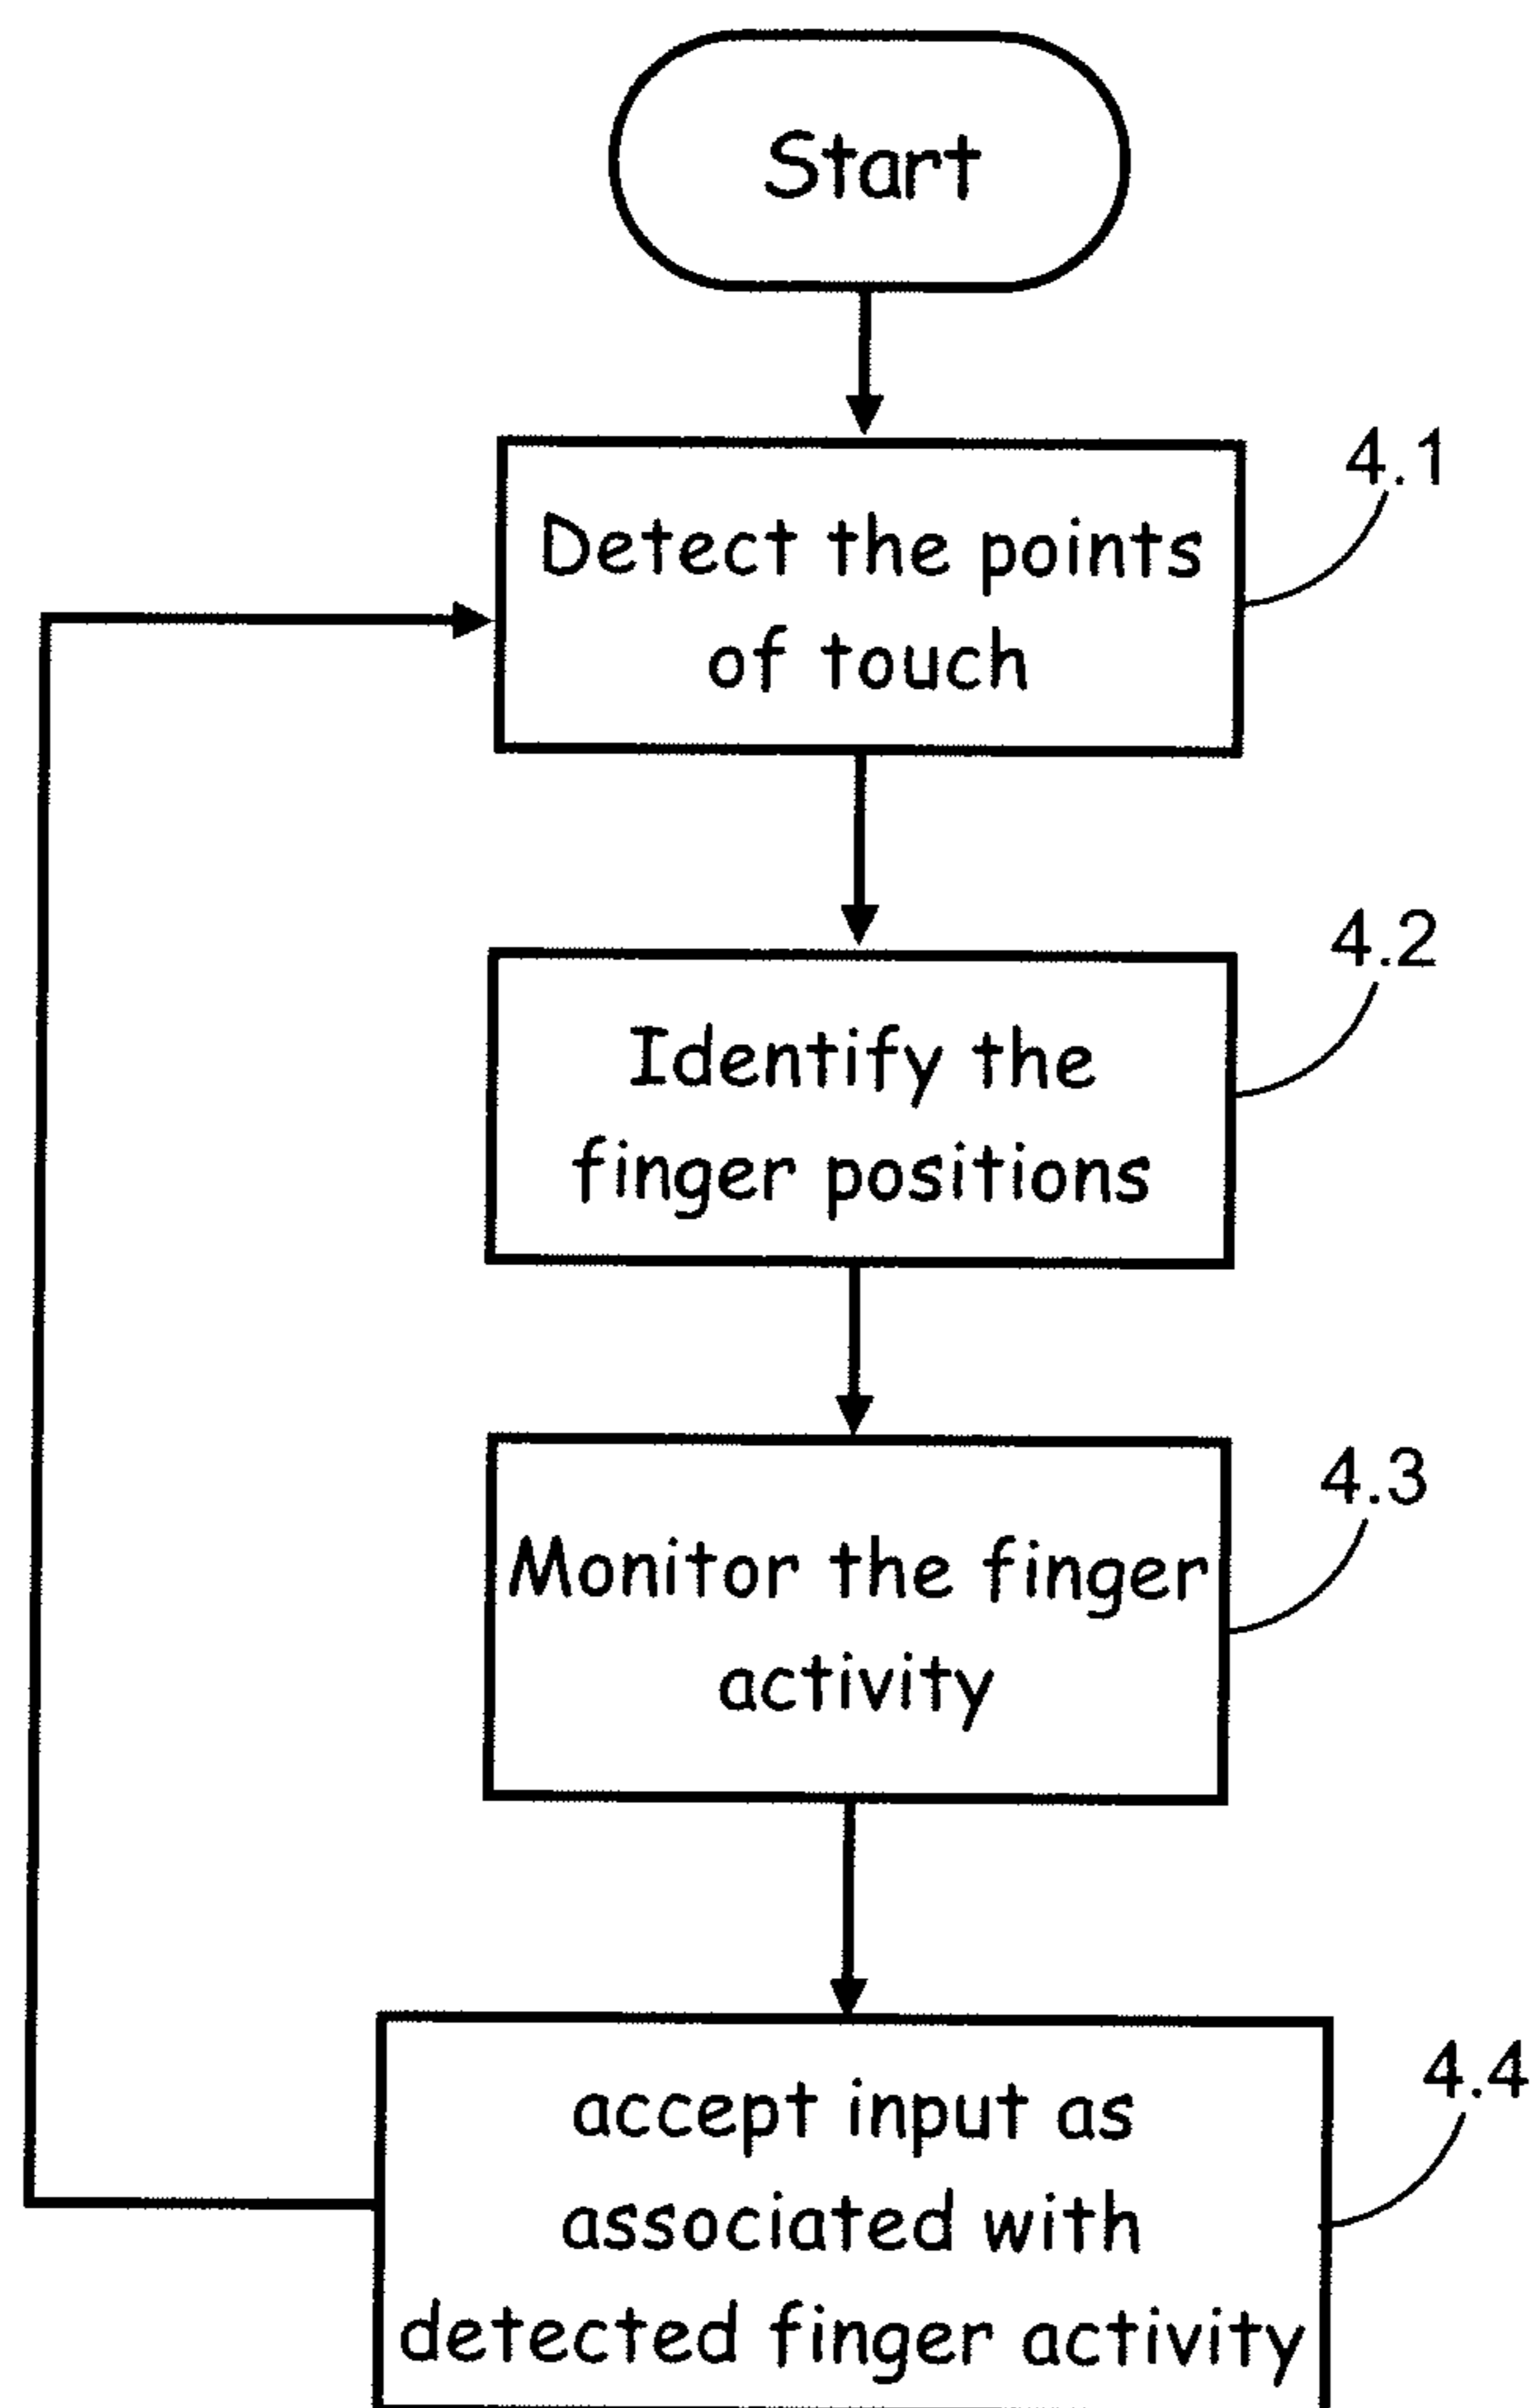 Start
4.1
Detect the points
of touch
4.2
Identify the
finger positions
4.3
Monitor the finger
activity
4.4
accept input as
associated with
detected finger activity